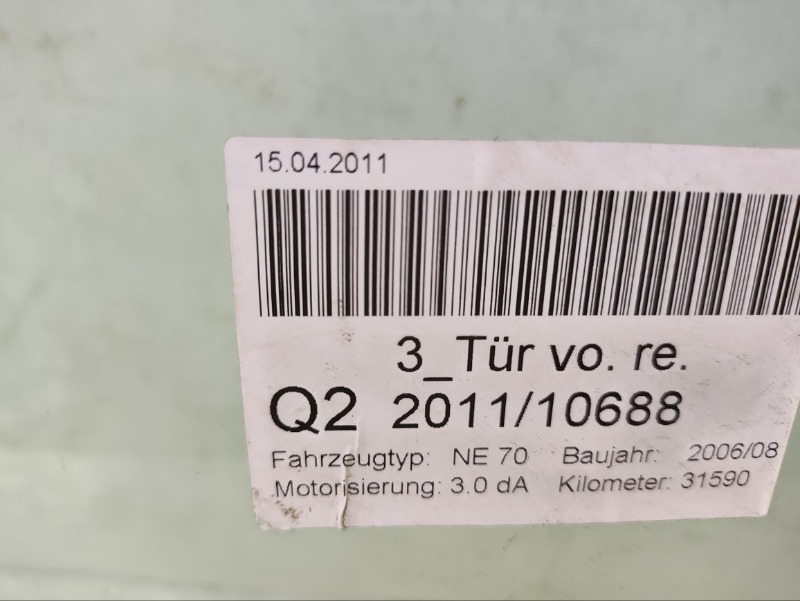 15.04.2011
3_Tür vo. re.
Q2 2011/10688
Fahrzeugtyp: NE 70 Baujahr: 2006/08
Motorisierung: 3.0 dA Kilometer: 31590